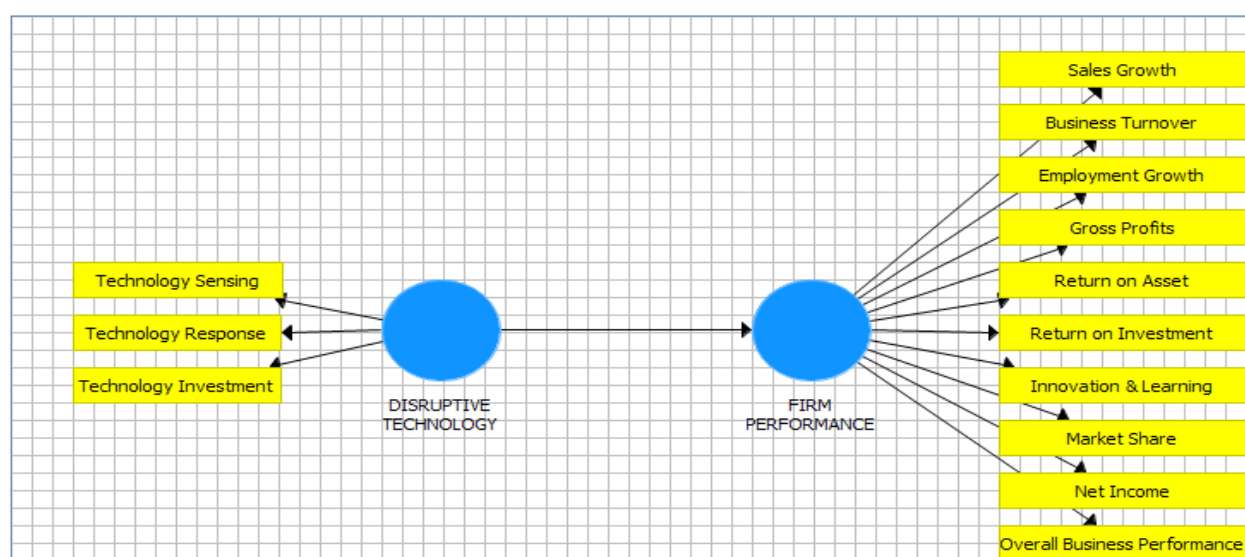 Technology Sensing
Technology Response
Technology Investment
DISRUPTIVE
TECHNOLOGY
FIRM
PERFORMANCE
Sales Growth
Business Turnover
Employment Growth
Gross Profits
Return on Asset
Return on Investment
Innovation & Learning
Market Share
Net Income
Overall Business Performance